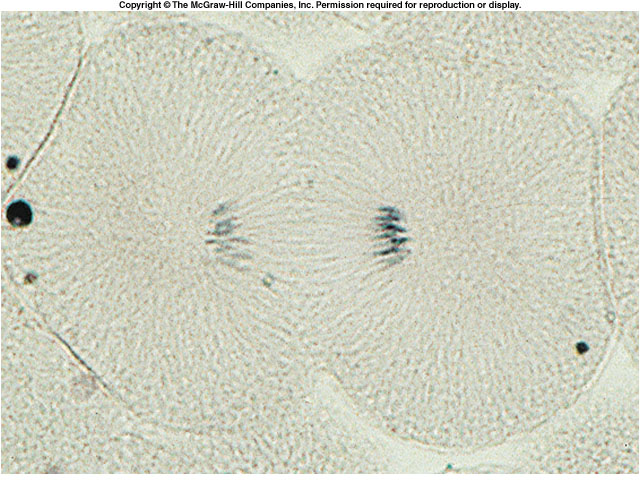 Copyright © The McGraw-Hill Companies, Inc. Permission required for reproduction or display.